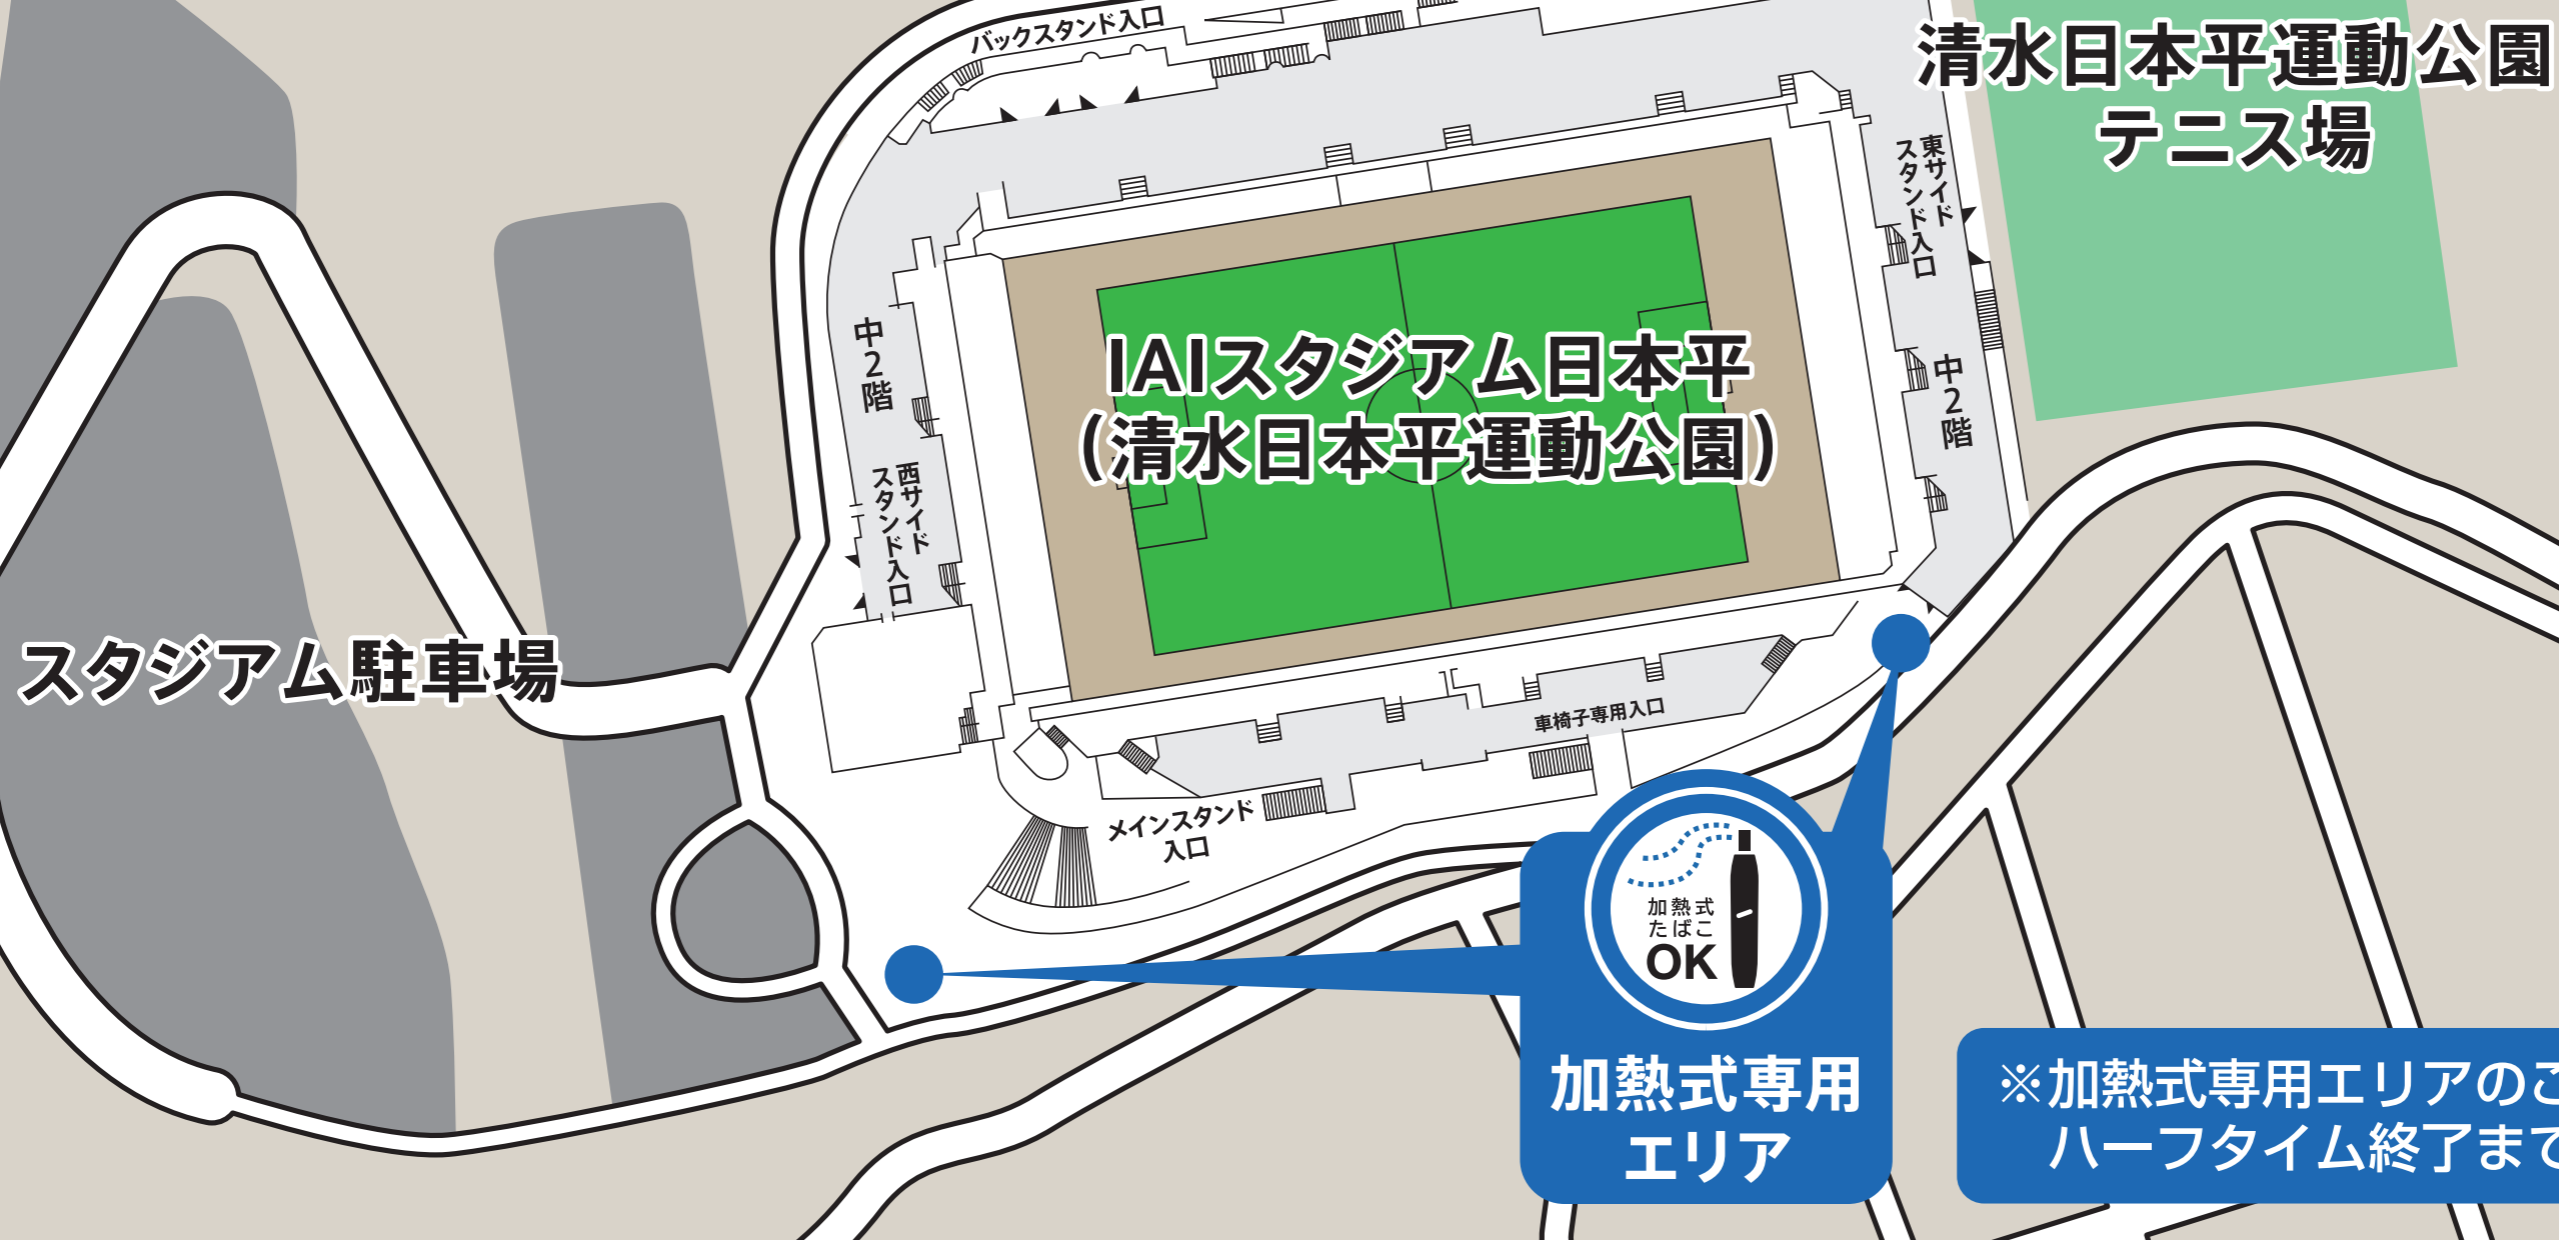 バックスタンド入口
清水日本平運動公園
テニス場
東サイド
スタンド入口
中2階
中2階
IAIスタジアム日本平
（清水日本平運動公園）
西サイド
スタンド入口
スタジアム駐車場
車椅子専用入口
メインスタンド
入口
加熱式
たばこ
OK
加熱式専用
エリア
※加熱式専用エリアのご
ハーフタイム終了まで